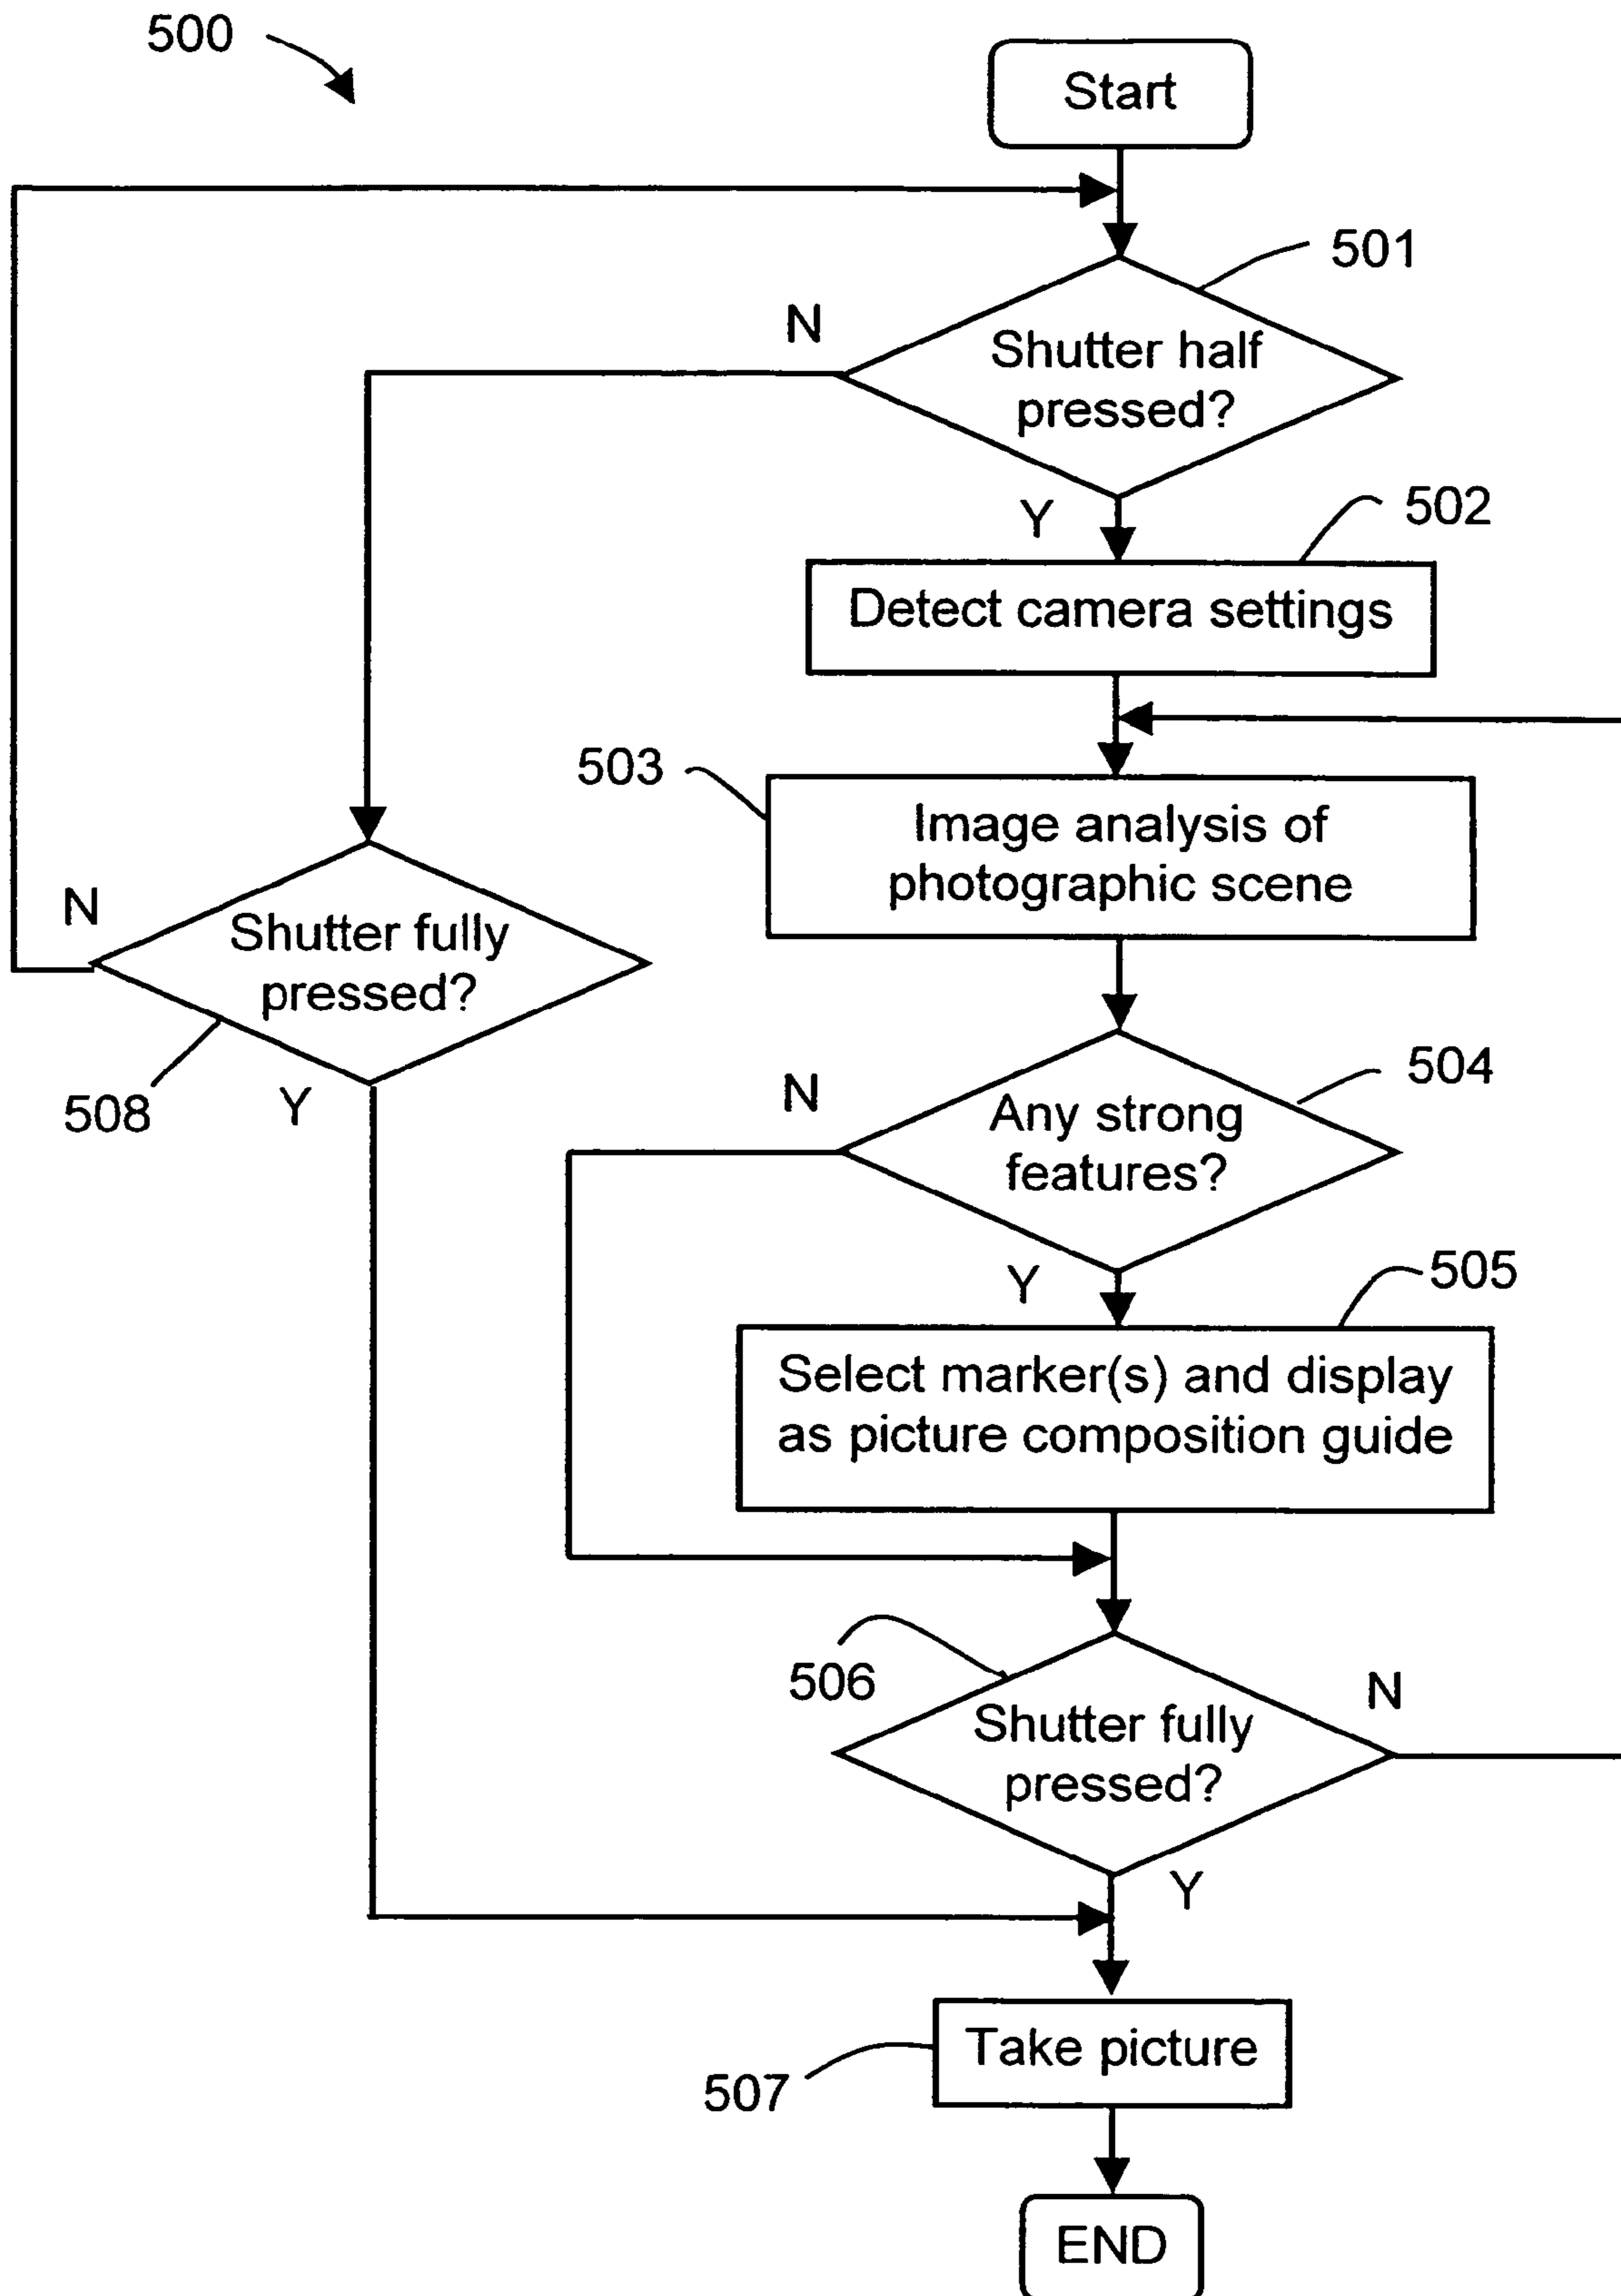 500
Start
501
N
Shutter half
pressed?
Y
502
Detect camera settings
503
Image analysis of
photographic scene
N
Shutter fully
pressed?
508
Y
504
N
Any strong
features?
Y
505
Select marker(s) and display
as picture composition guide
506
N
Shutter fully
pressed?
Y
Take picture
507
END